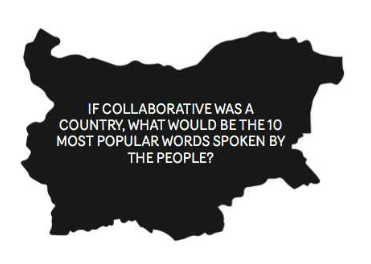 IF COLLABORATIVE WAS A
COUNTRY, WHAT WOULD BE THE 10
MOST POPULAR WORDS SPOKEN BY
THE PEOPLE?